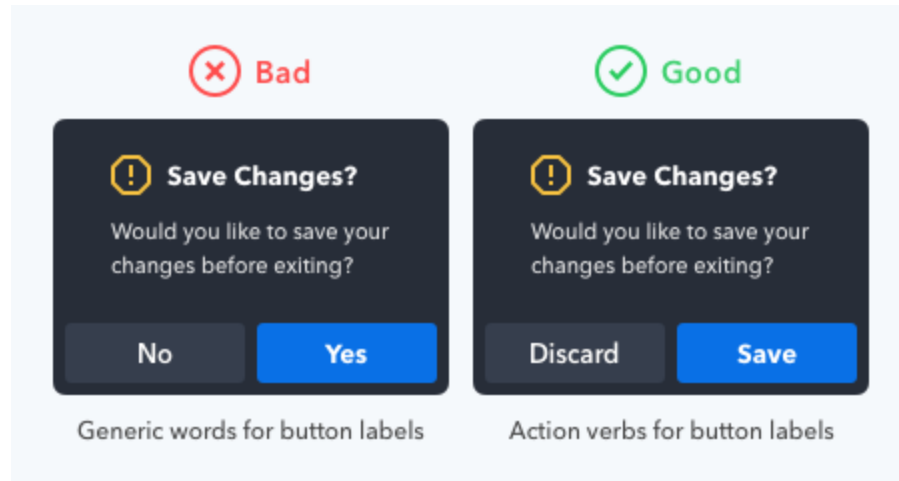 Bad
Save Changes?
Would you like to save your
changes before exiting?
No
Yes
Generic words for button labels
Good
Save Changes?
Would you like to save your
changes before exiting?
Discard
Save
Action verbs for button labels